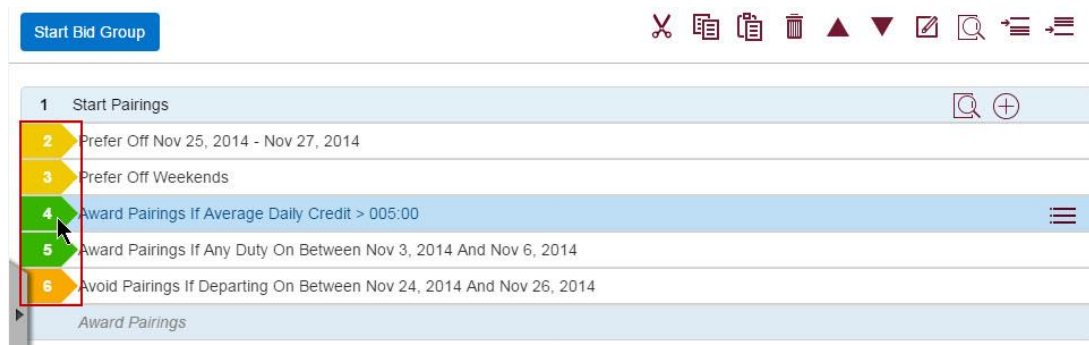 Start Bid Group
1 Start Pairings
2 Prefer Off Nov 25, 2014 - Nov 27, 2014
3 Prefer Off Weekends
4 Award Pairings If Average Daily Credit > 005:00
5 Award Pairings If Any Duty On Between Nov 3, 2014 And Nov 6, 2014
6 Avoid Pairings If Departing On Between Nov 24, 2014 And Nov 26, 2014
Award Pairings